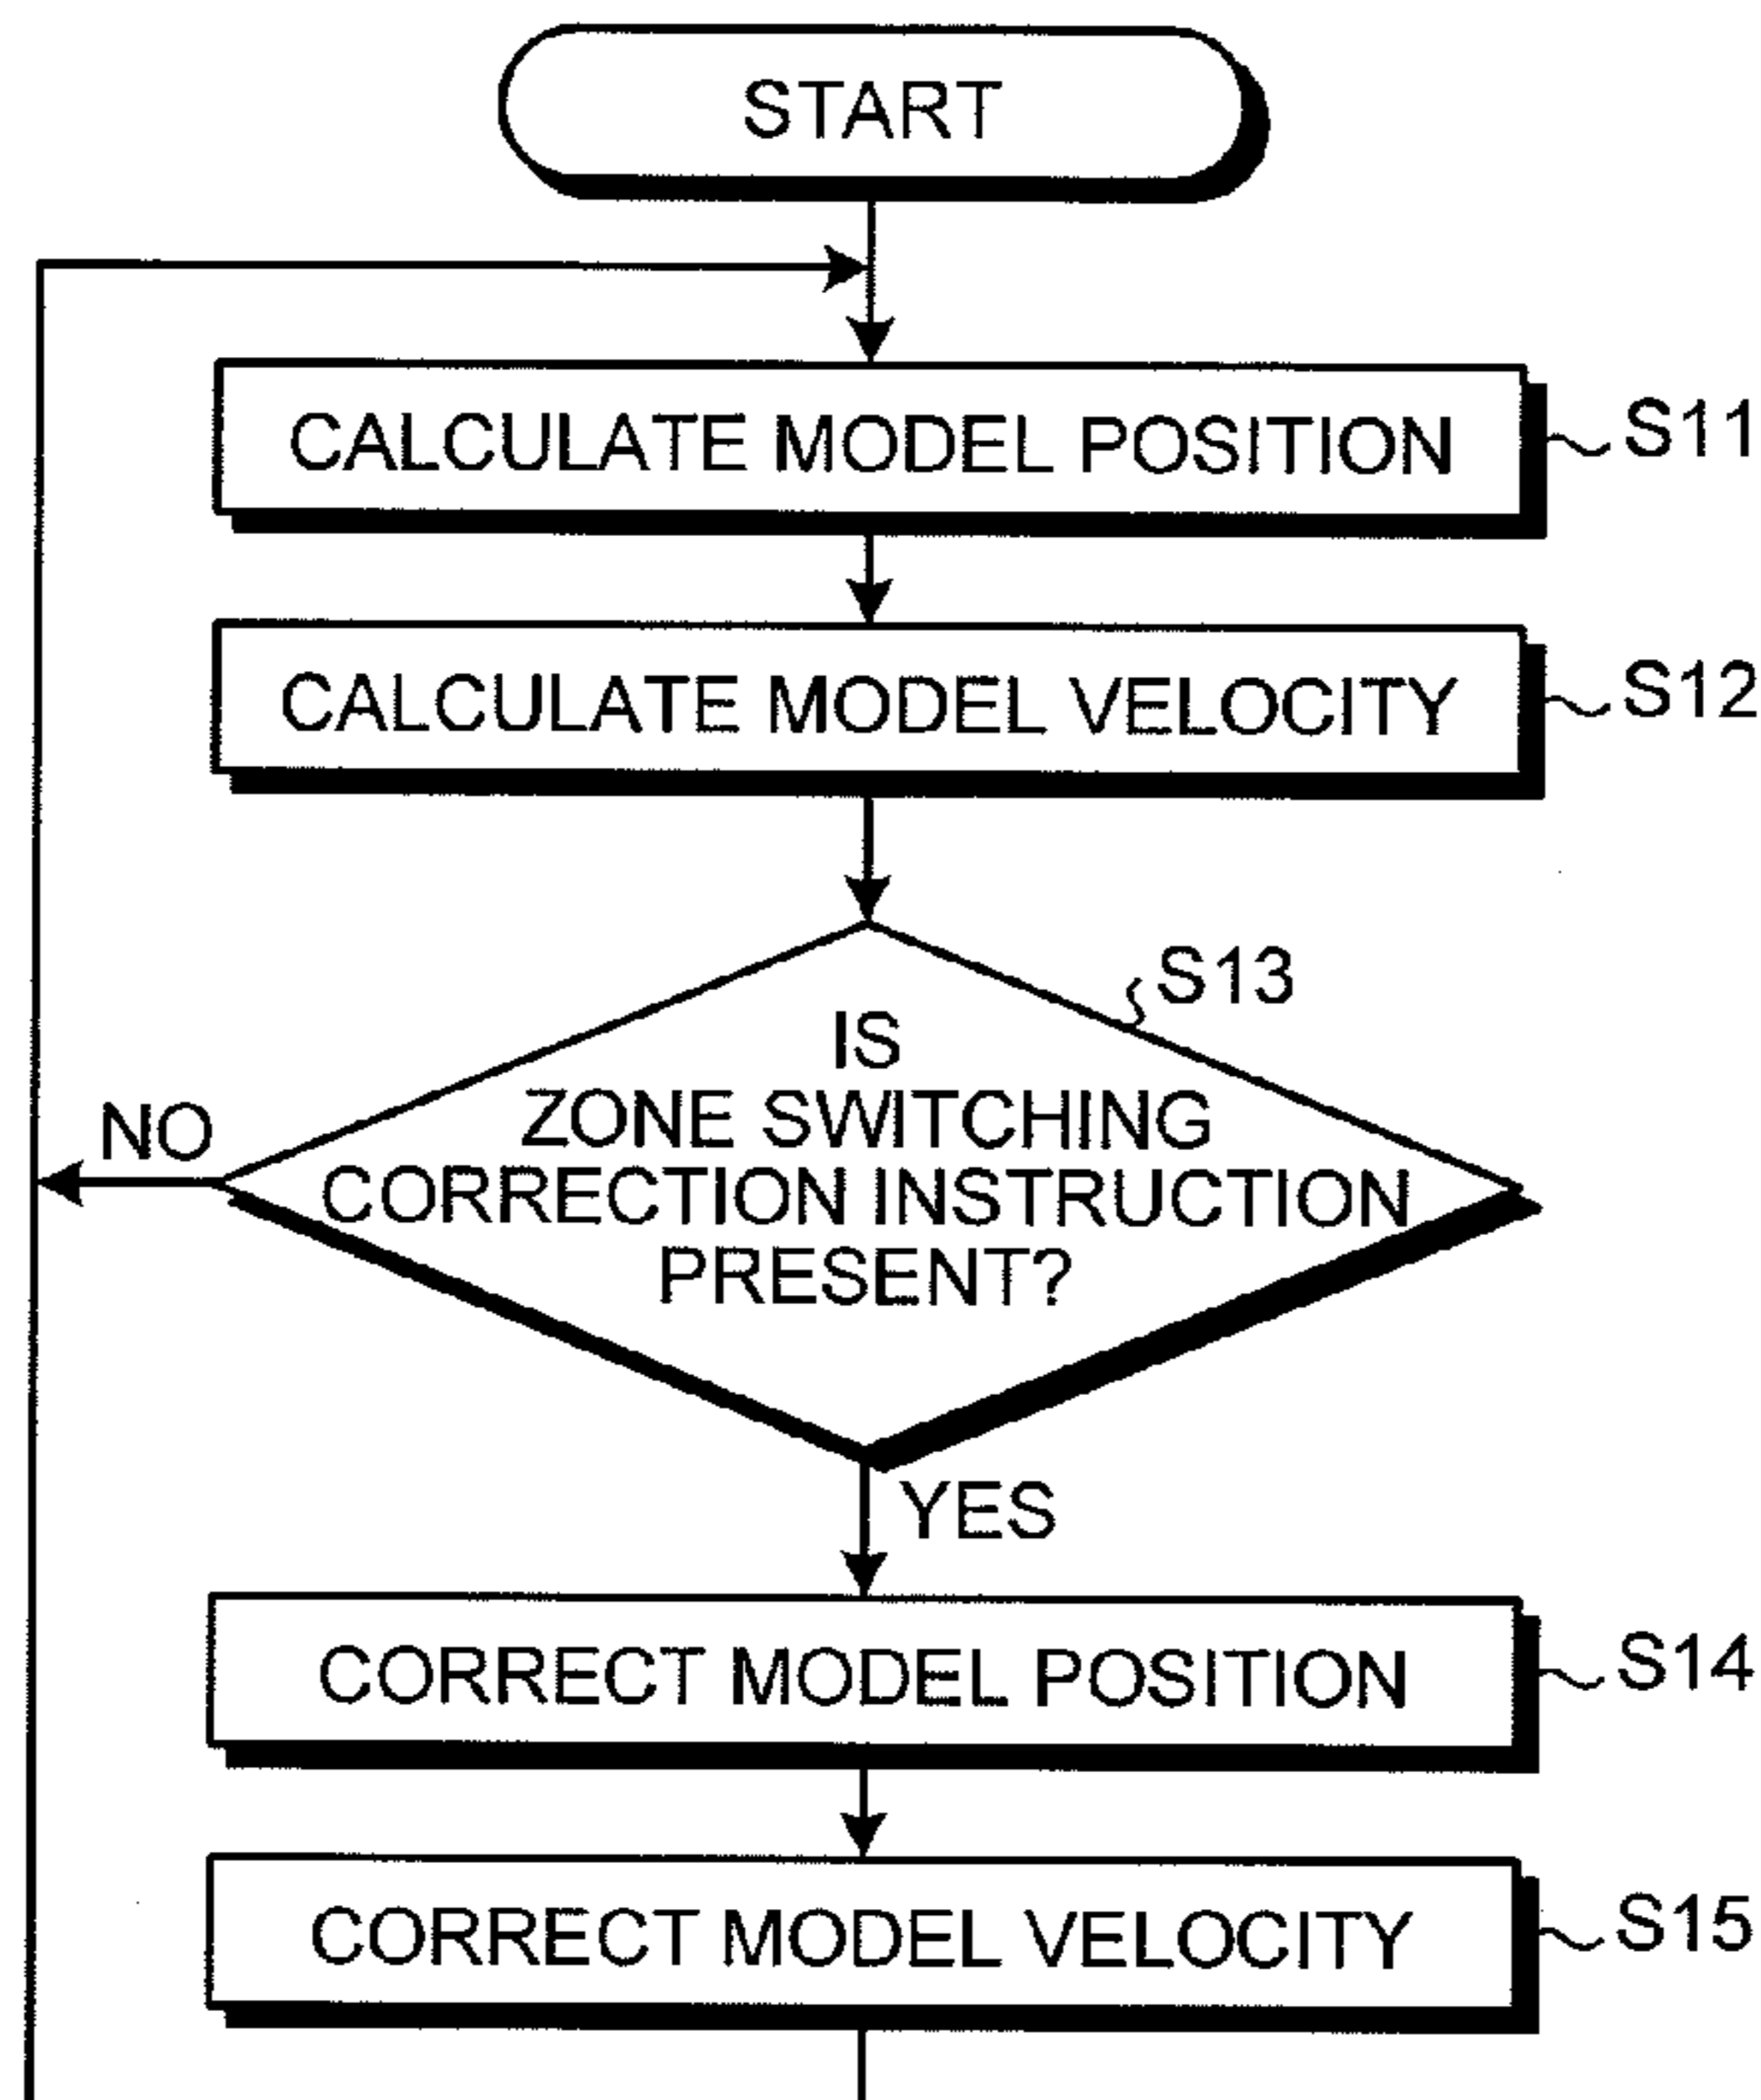 START
CALCULATE MODEL POSITION
S11
CALCULATE MODEL VELOCITY
S12
S13
IS
ZONE SWITCHING
CORRECTION INSTRUCTION
PRESENT?
NO
YES
CORRECT MODEL POSITION
S14
CORRECT MODEL VELOCITY
S15